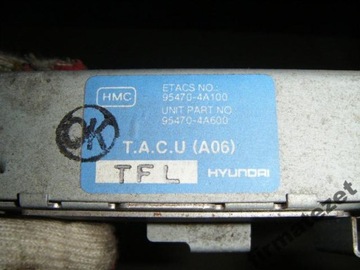 HMC
ETACS NO.:
95470-4A100
UNIT PART NO
95470-4A600
OK
T.A.C.U (A06)
TFL
HYUNDAI